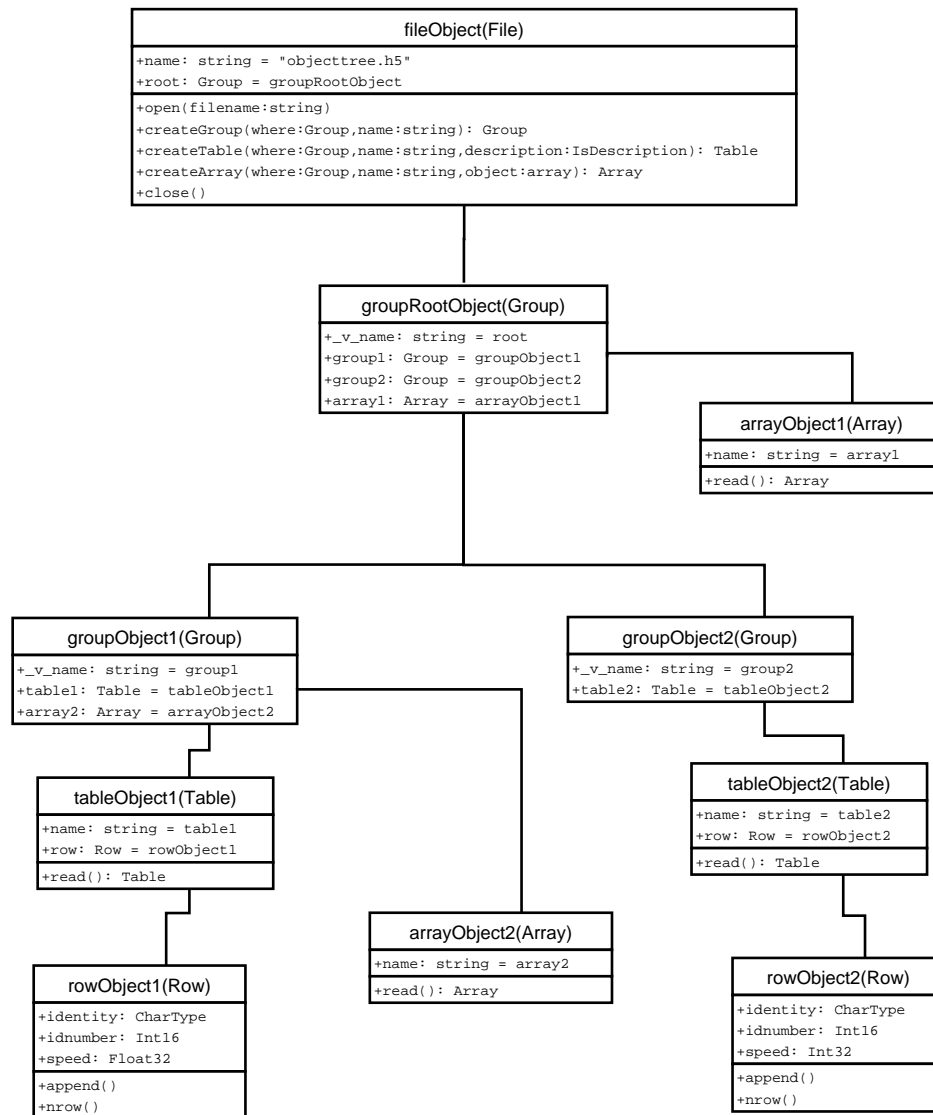 fileObject(File)
+name: string = "objecttree.h5"
+root: Group = groupRootObject
+open(filename:string)
+createGroup(where:Group,name:string): Group
+createTable(where:Group,name:string,description:IsDescription): Table
+createArray(where:Group,name:string,object:array): Array
+close()
groupRootObject(Group)
+_v_name: string = root
+group1: Group = groupObject1
+group2: Group = groupObject2
+array1: Array = arrayObject1
arrayObject1(Array)
+name: string = array1
+read(): Array
groupObject1(Group)
+_v_name: string = group1
+table1: Table = tableObject1
+array2: Array = arrayObject2
groupObject2(Group)
+_v_name: string = group2
+table2: Table = tableObject2
tableObject1(Table)
+name: string = table1
+row: Row = rowObject1
+read(): Table
tableObject2(Table)
+name: string = table2
+row: Row = rowObject2
+read(): Table
arrayObject2(Array)
+name: string = array2
+read(): Array
rowObject1(Row)
+identity: CharType
+idnumber: Int16
+speed: Float32
+append()
+nrow()
rowObject2(Row)
+identity: CharType
+idnumber: Int16
+speed: Int32
+append()
+nrow()